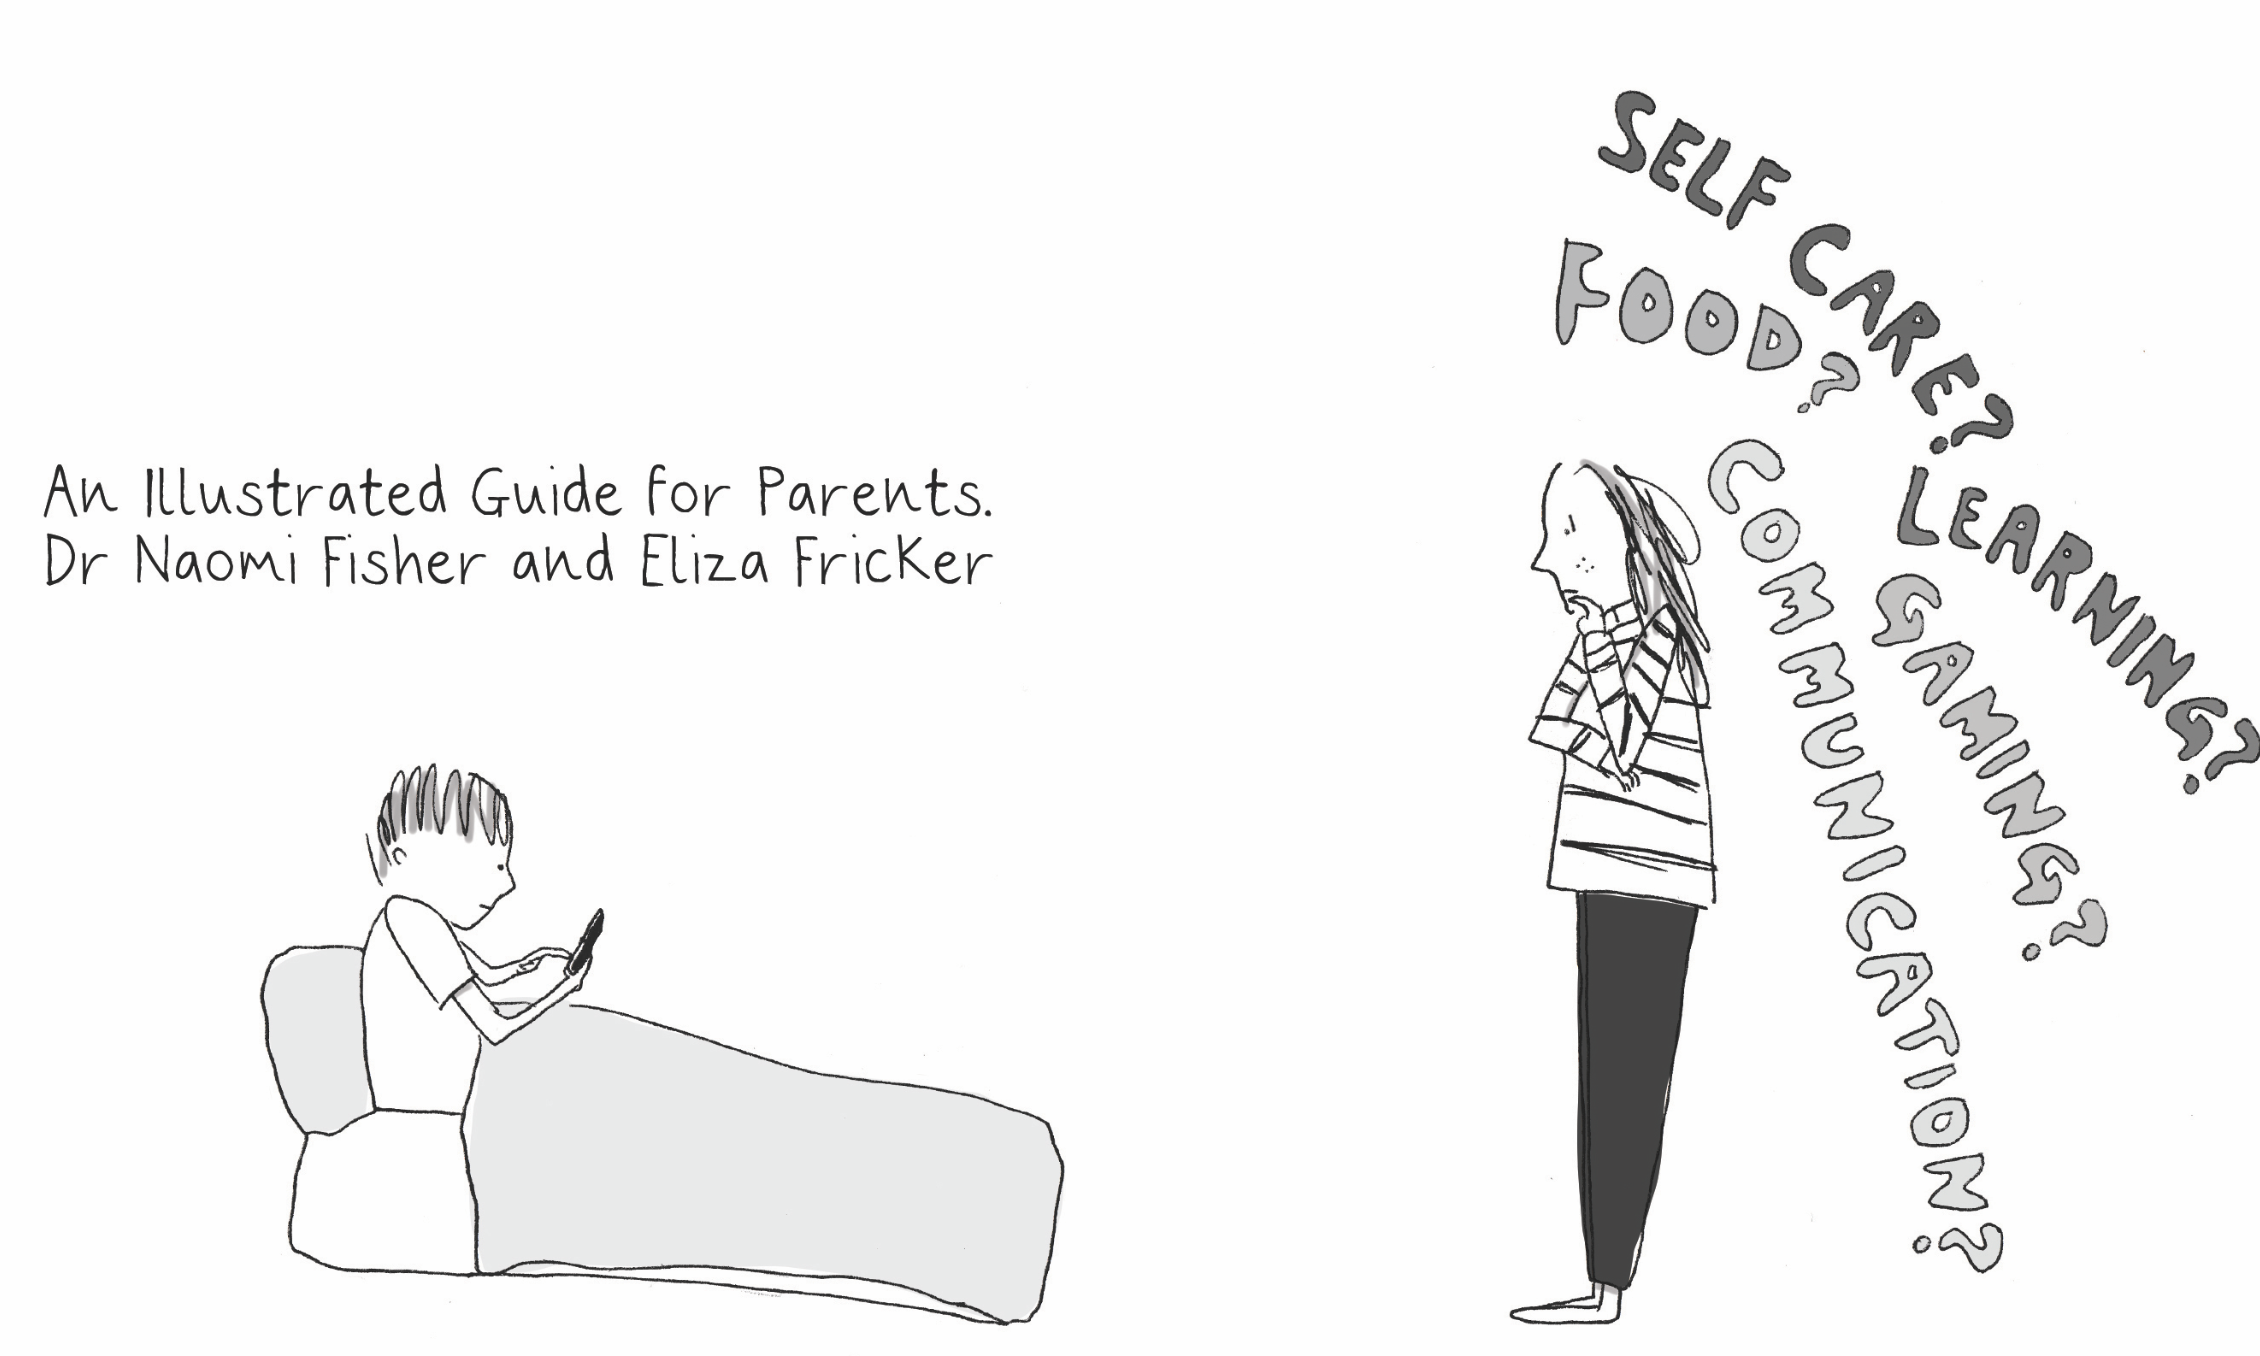 An Illustrated Guide for Parents.
Dr Naomi Fisher and Eliza Fricker
SELF CARE?
FOOD?
LEARNING?
COMMUNICATION?
GAMING?